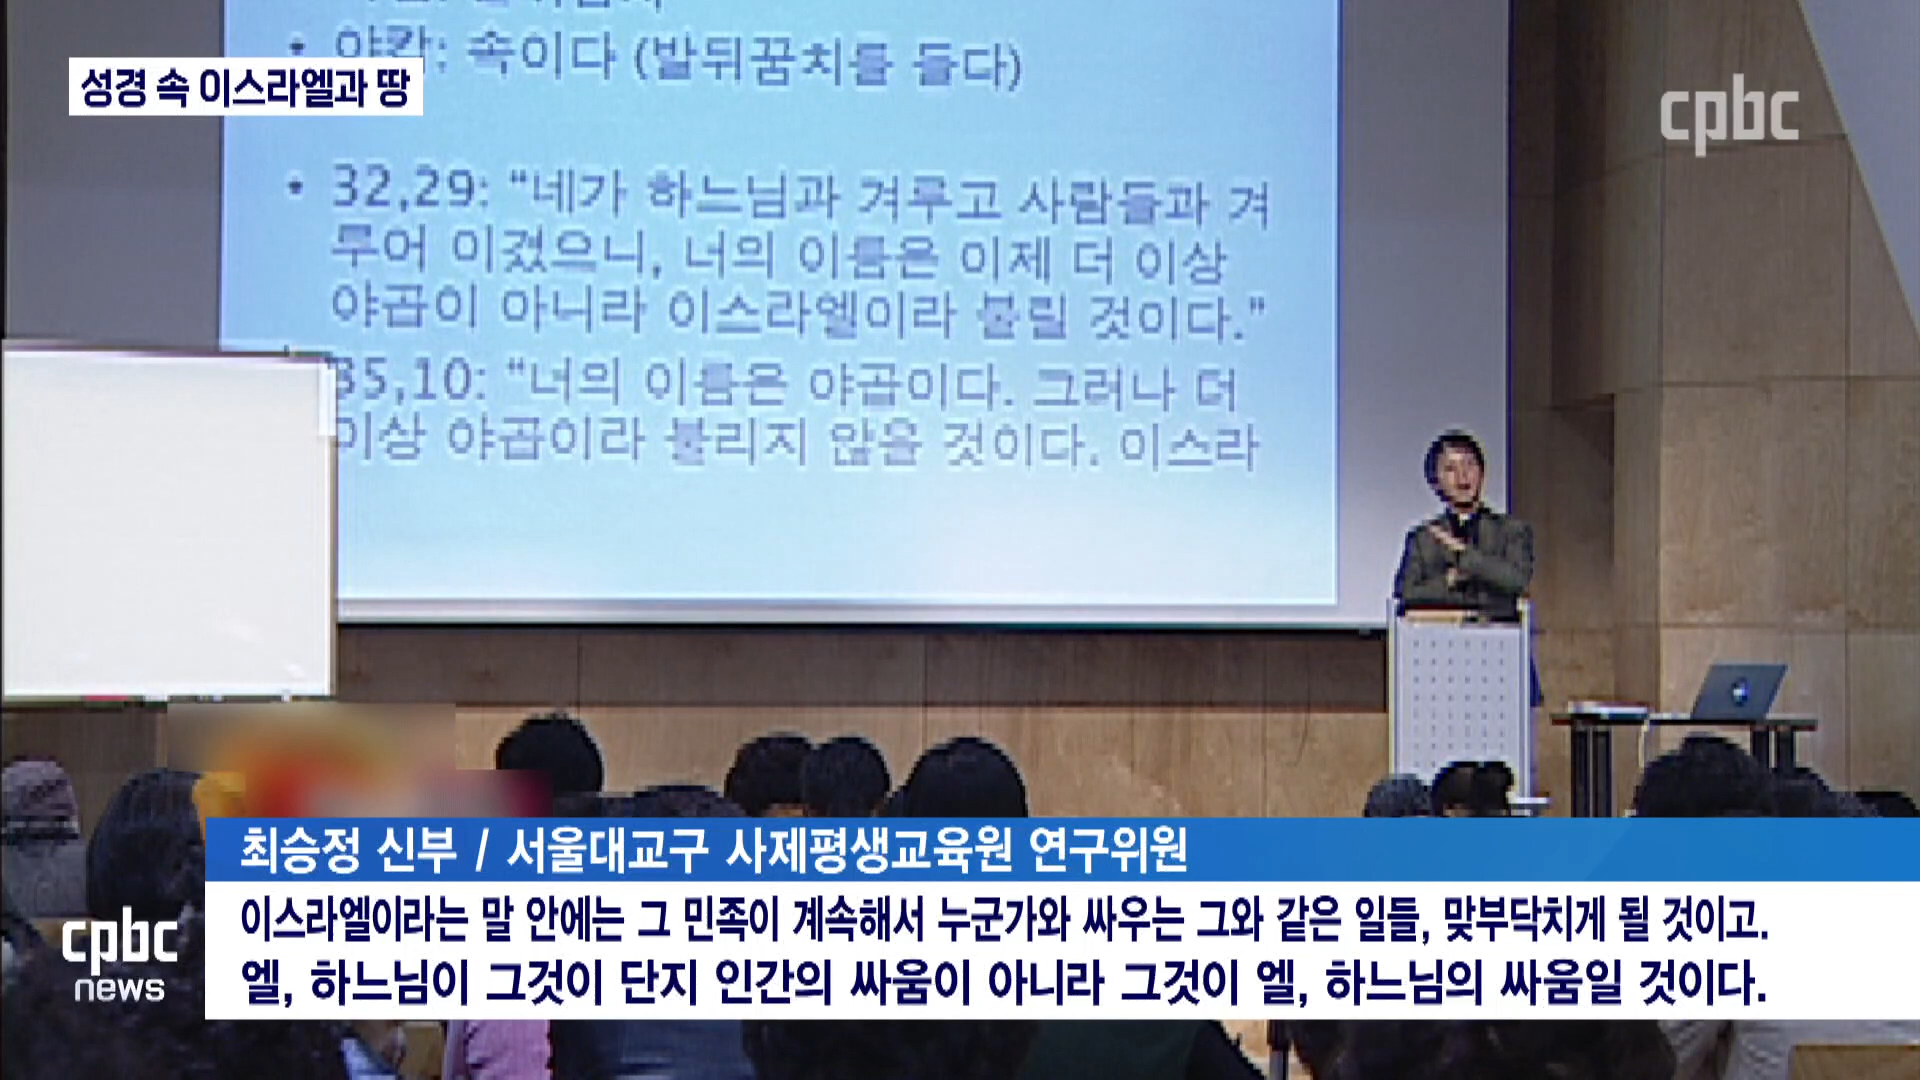 야캅: 속이다 (발뒤꿈치를 들다)
성경 속 이스라엘과 땅
cpbc
• 32,29: “네가 하느님과 겨루고 사람들과 겨
루어 이겼으니, 너의 이름은 이제 더 이상
야곱이 아니라 이스라엘이라 불릴 것이다.”
35,10: “너의 이름은 야곱이다. 그러나 더
이상 야곱이라 불리지 않을 것이다. 이스라
최승정 신부 / 서울대교구 사제평생교육원 연구위원
이스라엘이라는 말 안에는 그 민족이 계속해서 누군가와 싸우는 그와 같은 일들, 맞부닥치게 될 것이고.
엘, 하느님이 그것이 단지 인간의 싸움이 아니라 그것이 엘, 하느님의 싸움일 것이다.
cpbc
news